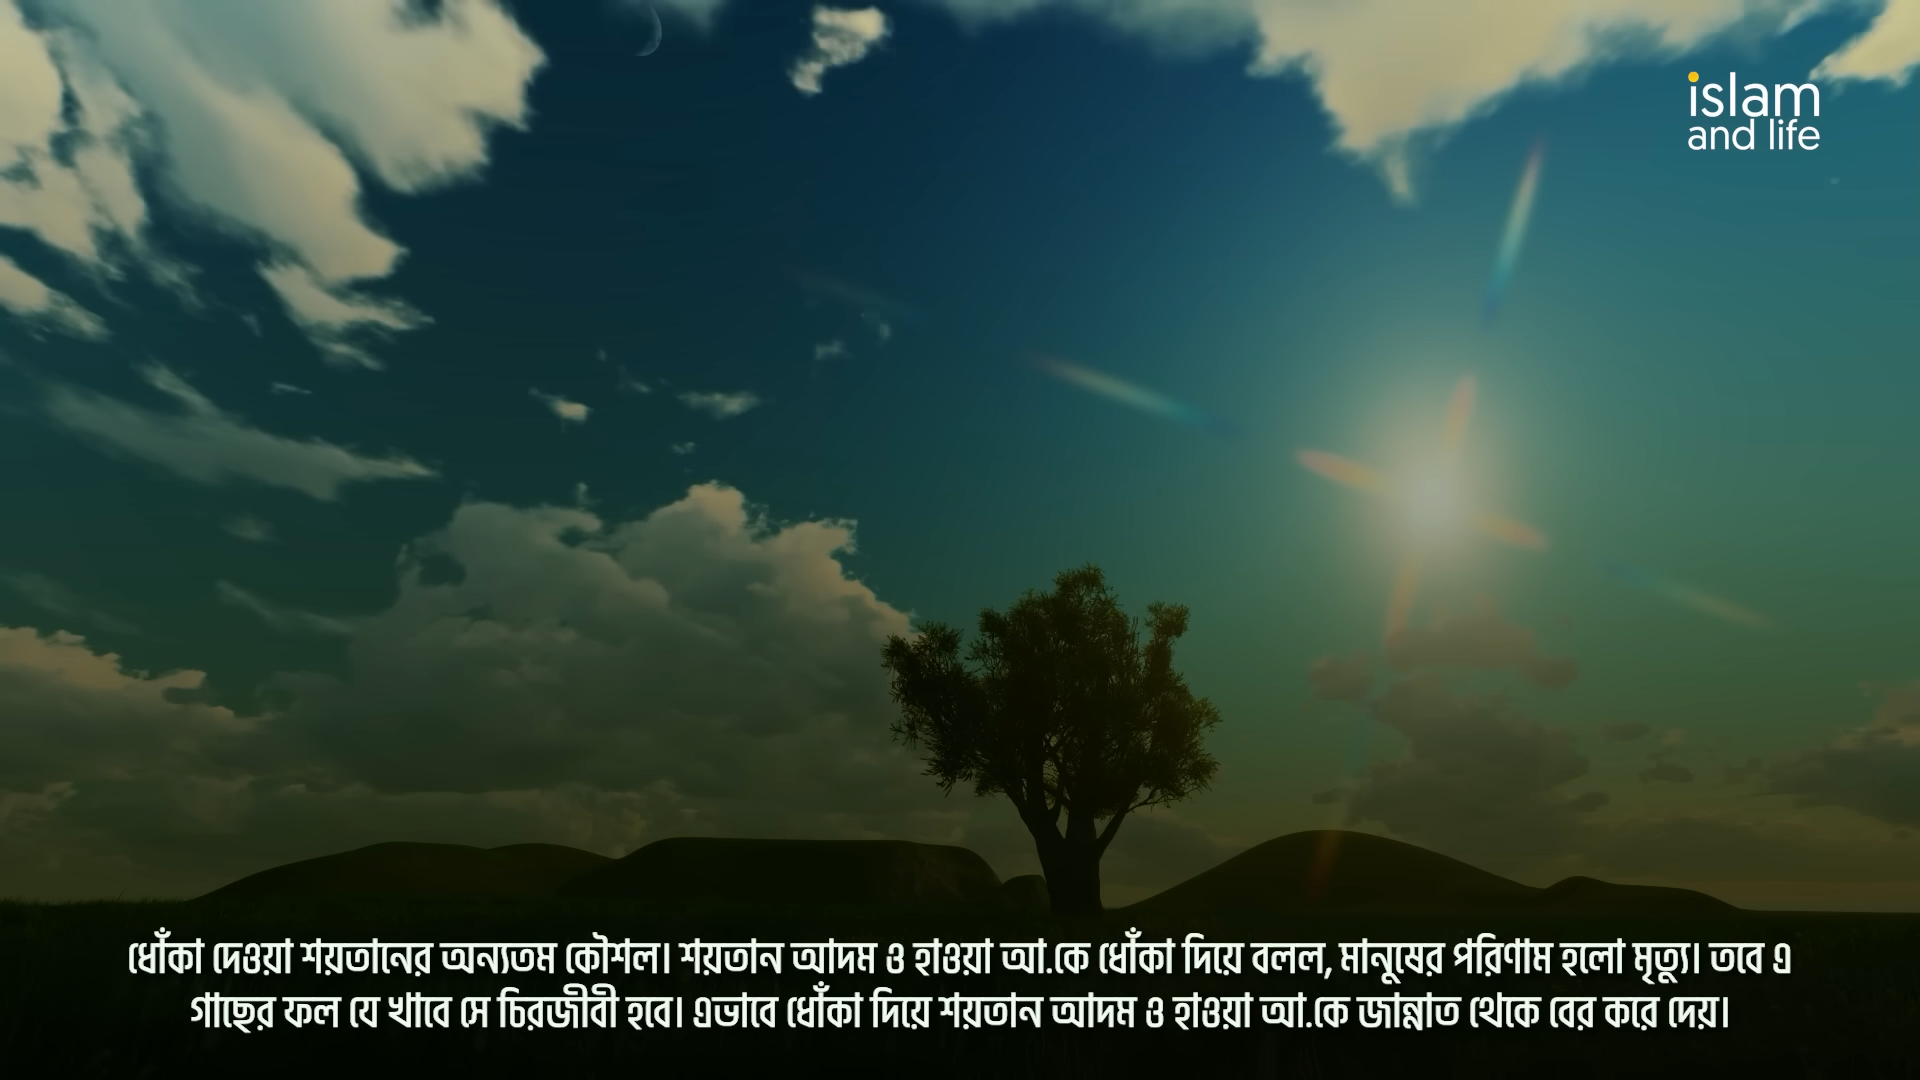 islam
and life
ধোঁকা দেওয়া শয়তানের অন্যতম কৌশল। শয়তান আদম ও হাওয়া আ.কে ধোঁকা দিয়ে বলল, মানুষের পরিণাম হলো মৃত্যু। তবে এ
গাছের ফল যে খাবে সে চিরজীবী হবে। এভাবে ধোঁকা দিয়ে শয়তান আদম ও হাওয়া আ.কে জান্নাত থেকে বের করে দেয়।